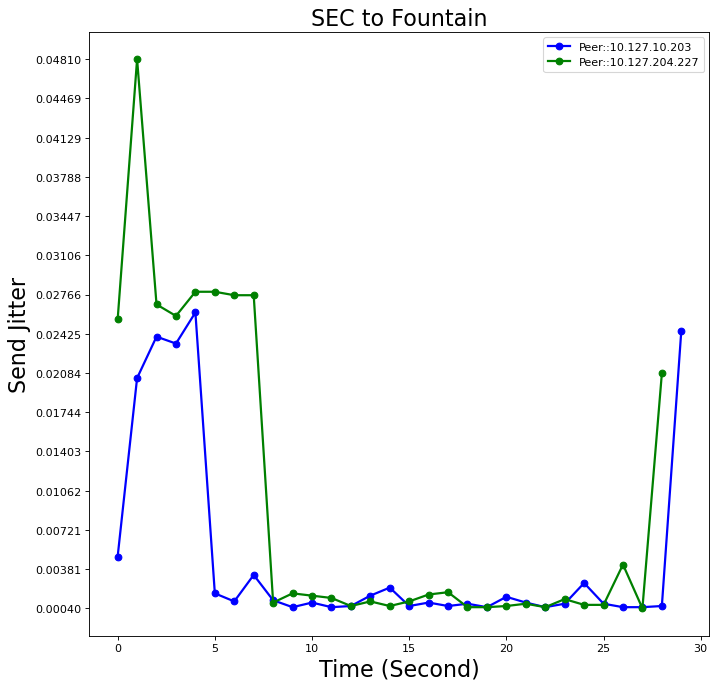 SEC to Fountain
Peer::10.127.10.203
Peer::10.127.204.227
Send Jitter
0.04810
0.04469
0.04129
0.03788
0.03447
0.03106
0.02766
0.02425
0.02084
0.01744
0.01403
0.01062
0.00721
0.00381
0.00040
0 5 10 15 20 25 30
Time (Second)